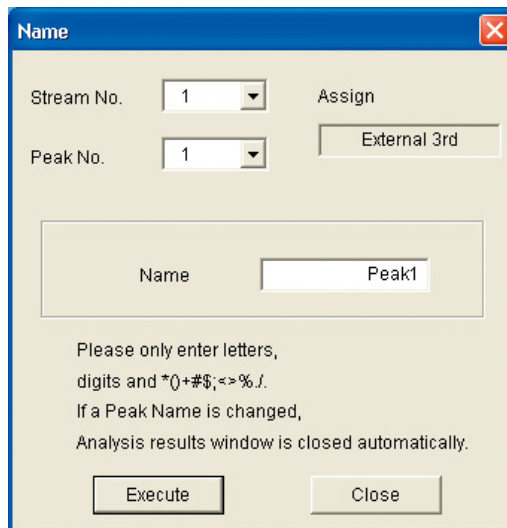 Name
Stream No. 1 Assign
External 3rd
Peak No. 1
Name Peak1
Please only enter letters,
digits and *()+#$;<>%./.
If a Peak Name is changed,
Analysis results window is closed automatically.
Execute Close